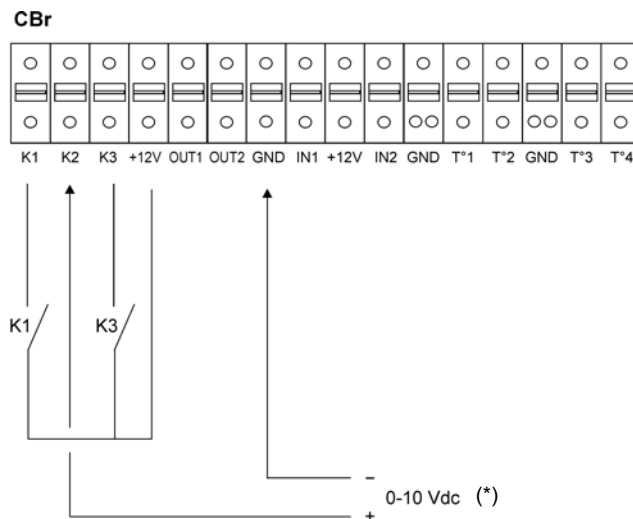 CBr
K1 K2 K3 +12V OUT1 OUT2 GND IN1 +12V IN2 GND T°1 T°2 GND T°3 T°4
K1 K3
−
0-10 Vdc (*)
+